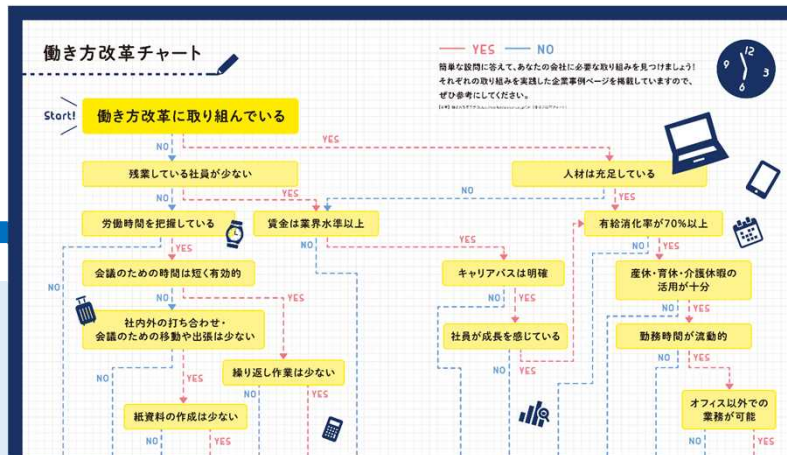 働き方改革チャート
YES NO
簡単な設問に答えて、あなたの会社に必要な取り組みを見つけましょう!
それぞれの取り組みを実践した企業事例ページを掲載していますので、
ぜひ参考にしてください。
12
9
3
6
Start!
働き方改革に取り組んでいる
NO
YES
残業している社員が少ない
人材は充足している
NO
YES
NO
YES
労働時間を把握している
賃金は業界水準以上
有給消化率が70%以上
NO
YES
NO
YES
NO
YES
会議のための時間は短く有効的
キャリアパスは明確
産休・育休・介護休暇の
活用が十分
NO
YES
NO
YES
NO
YES
社内外の打ち合わせ・
会議のための移動や出張は少ない
社員が成長を感じている
勤務時間が流動的
NO
YES
繰り返し作業は少ない
NO
YES
NO
YES
紙資料の作成は少ない
NO
YES
オフィス以外での
業務が可能
NO
YES
NO
YES